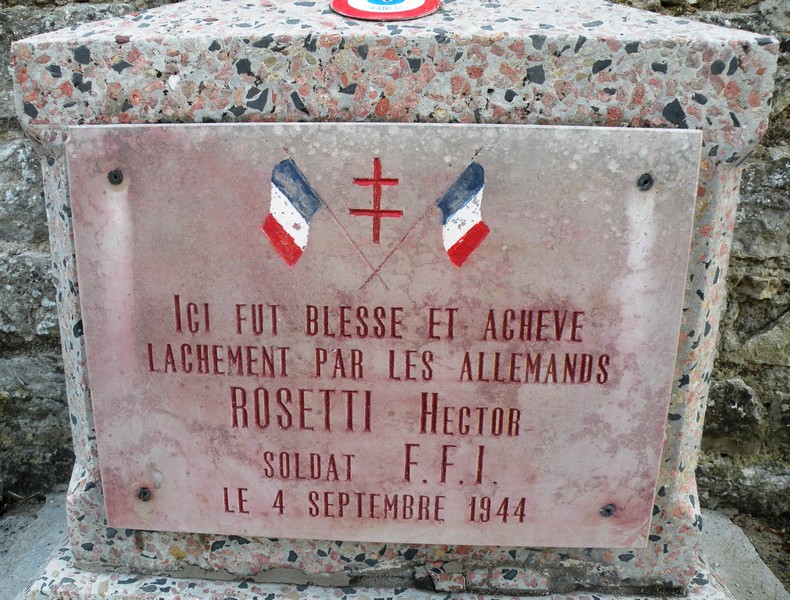 ICI FUT BLESSE ET ACHEVE
LACHEMENT PAR LES ALLEMANDS
ROSETTI HECTOR
SOLDAT F.F.I.
LE 4 SEPTEMBRE 1944